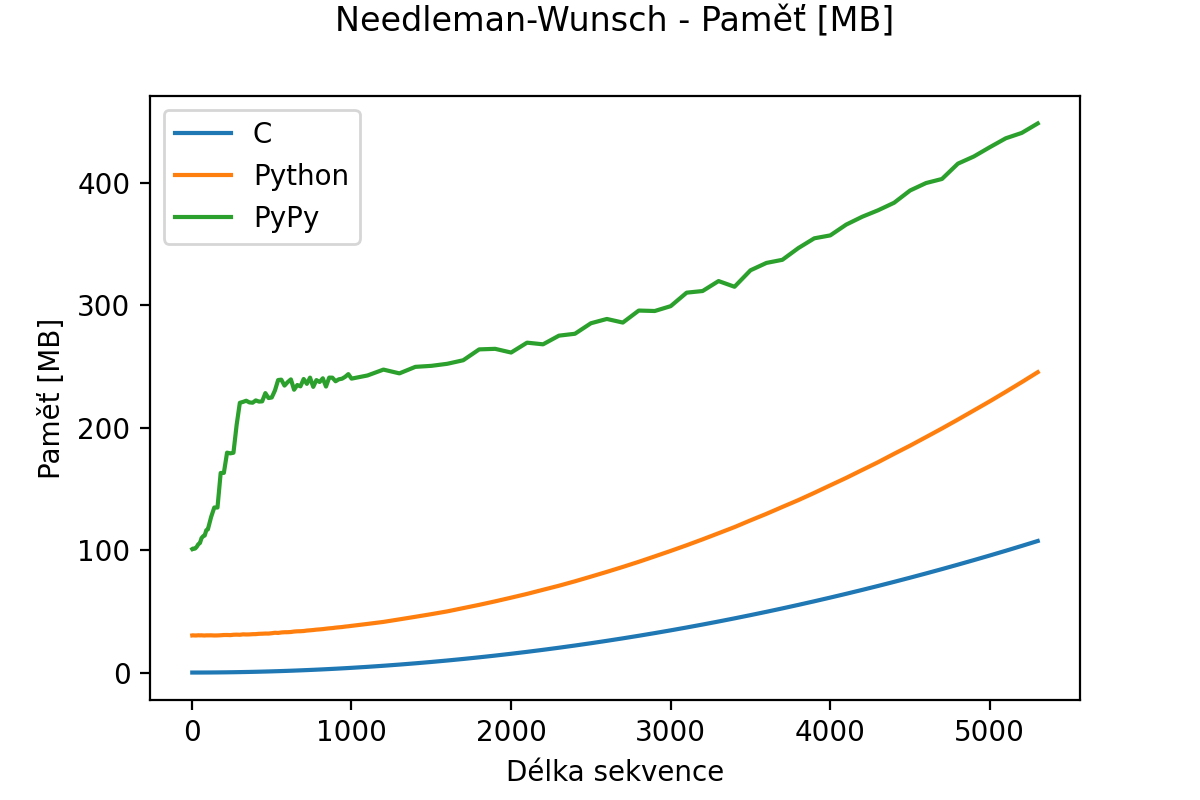 Needleman-Wunsch - Paměť [MB]
C
Python
PyPy
Paměť [MB]
400
300
200
100
0
0 1000 2000 3000 4000 5000
Délka sekvence